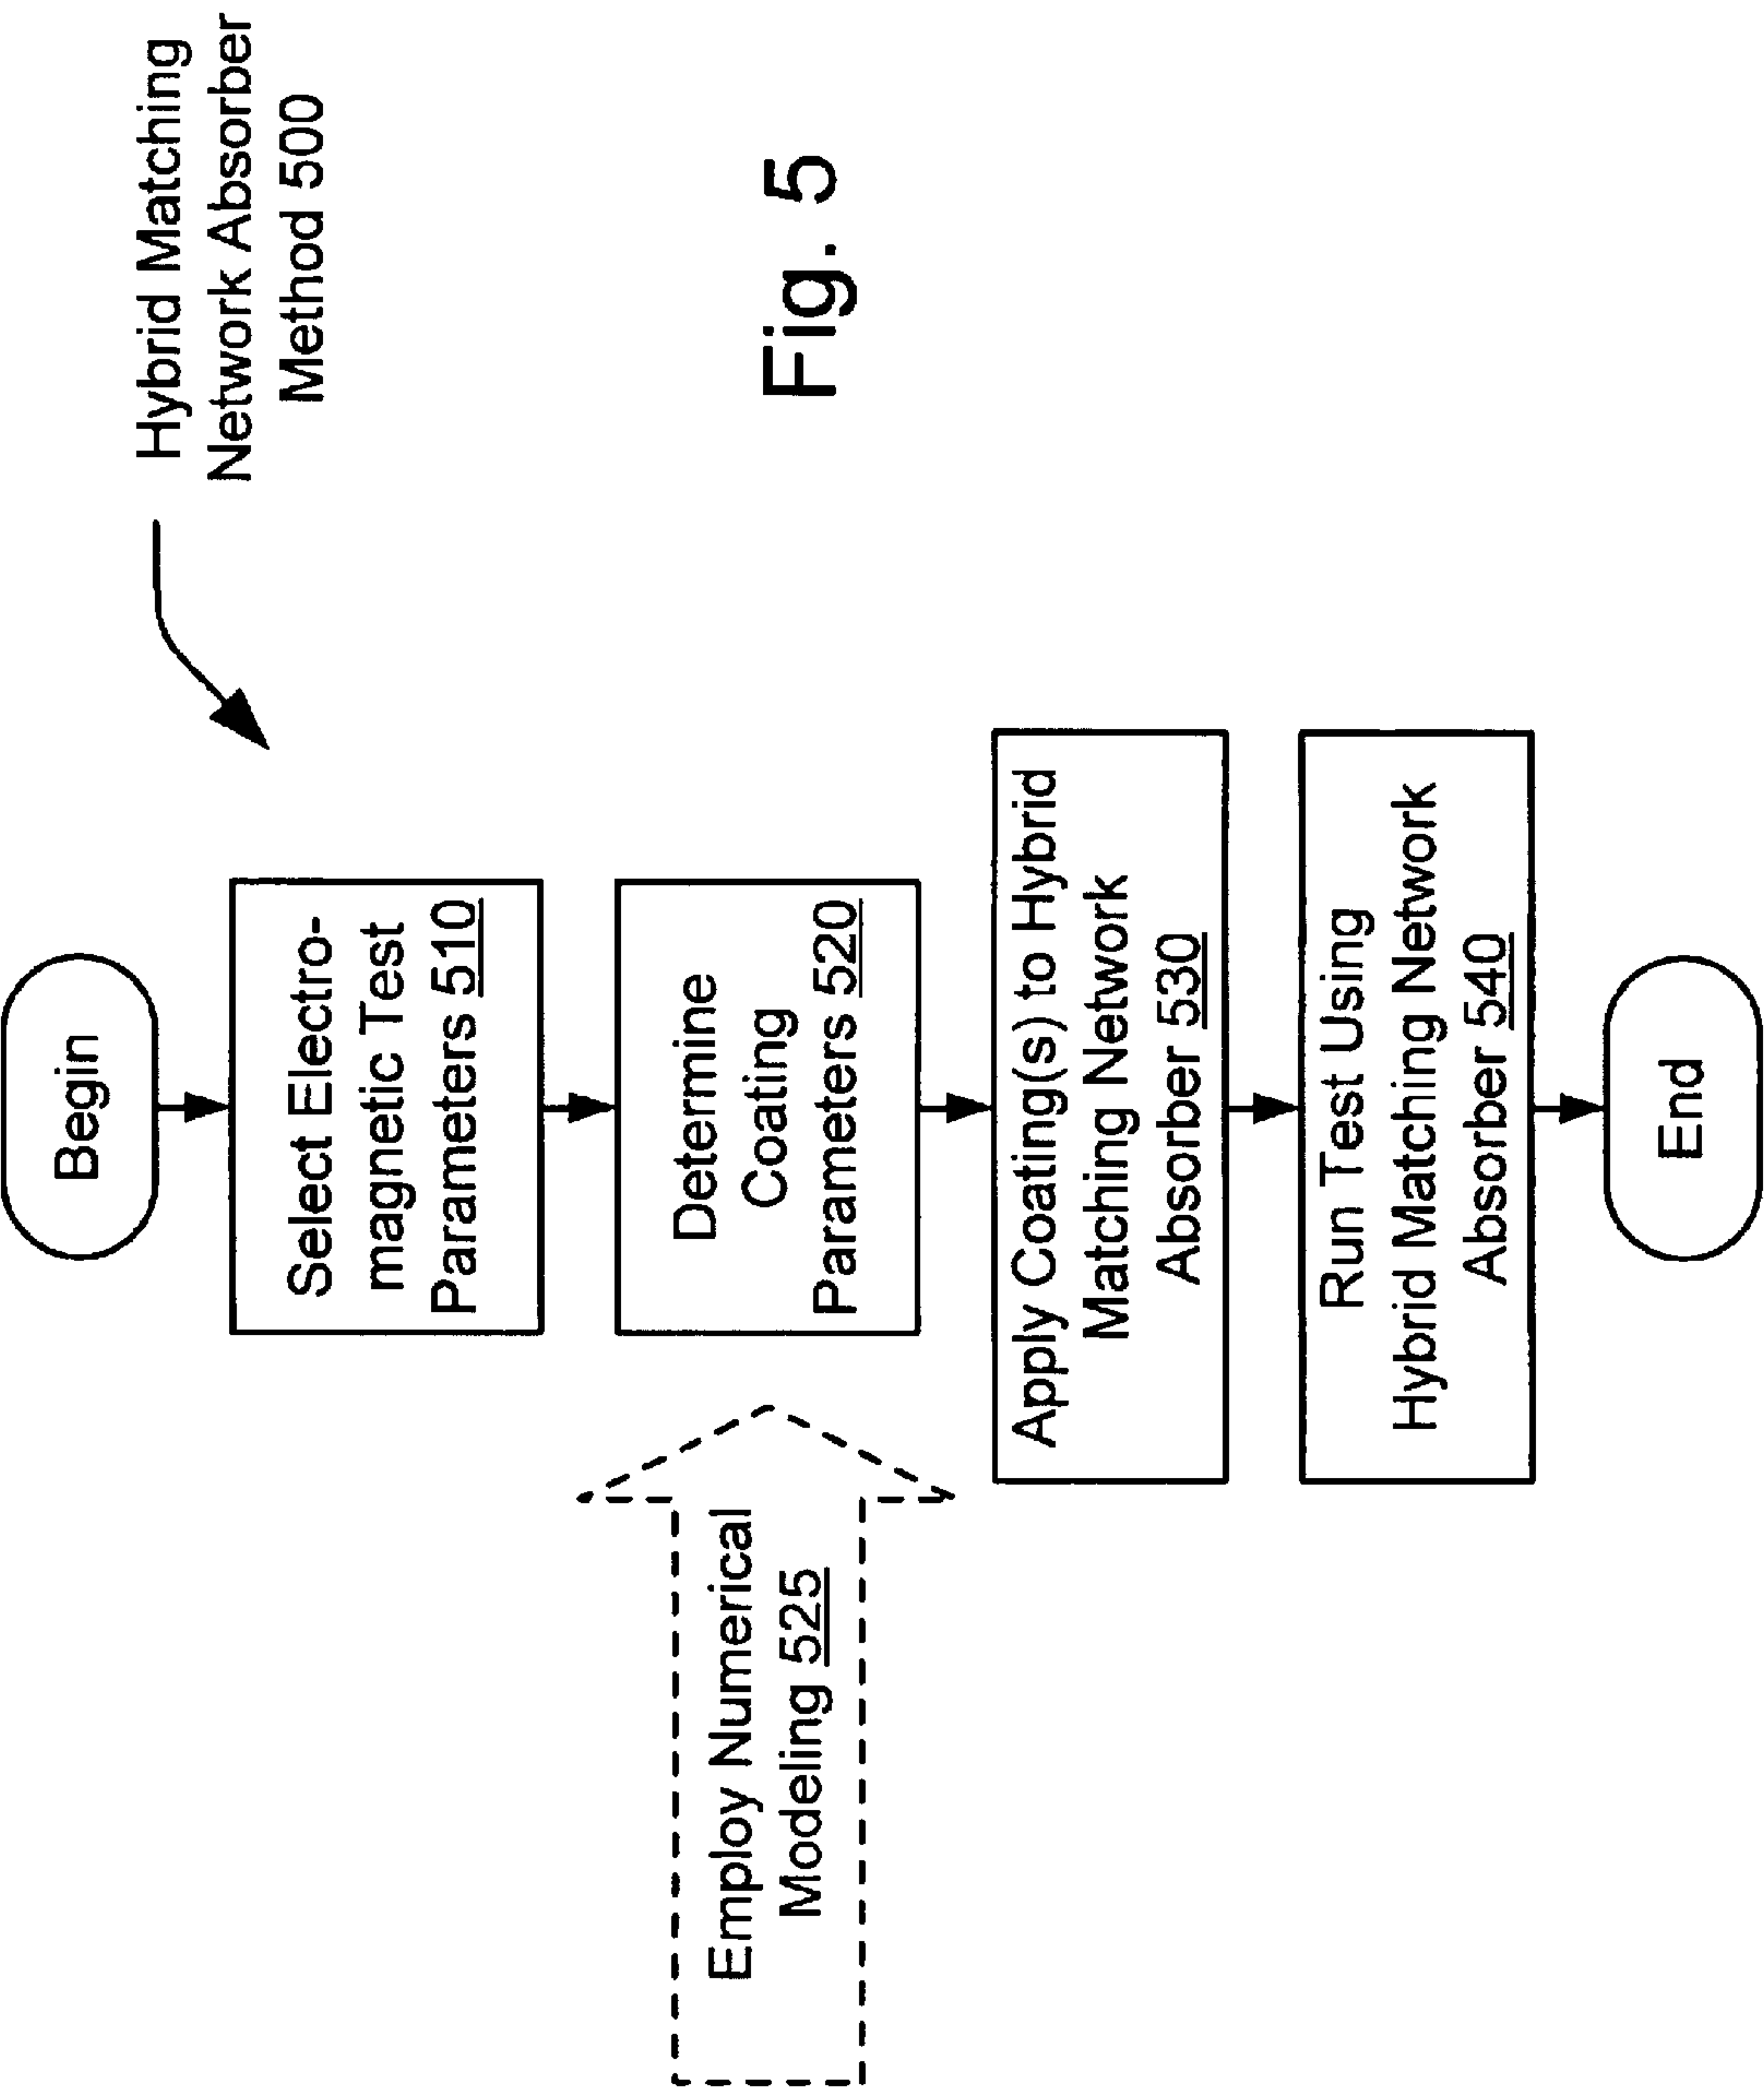 Hybrid Matching
Network Absorber
Method 500
Begin
Select Electro-
magnetic Test
Parameters 510
Employ Numerical
Modeling 525
Determine
Coating
Parameters 520
Apply Coating(s) to Hybrid
Matching Network
Absorber 530
Run Test Using
Hybrid Matching Network
Absorber 540
End
Fig. 5